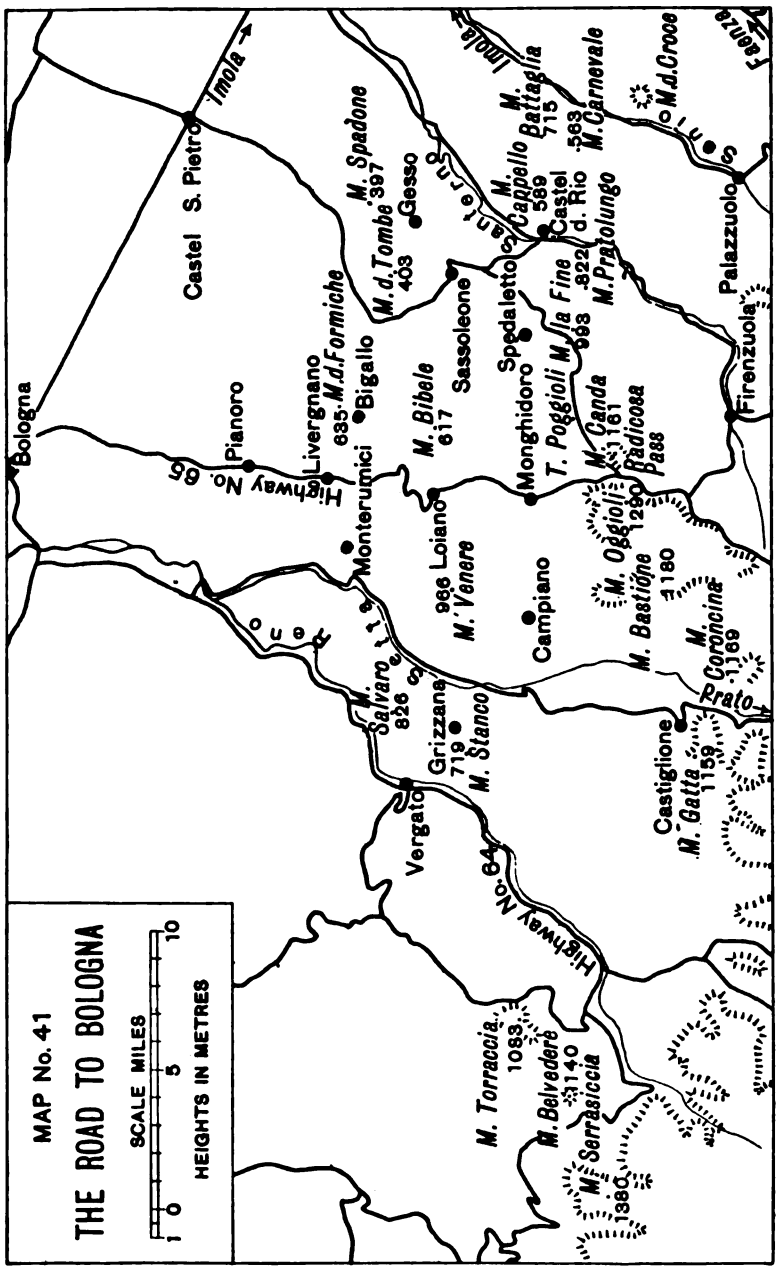 MAP No. 41
THE ROAD TO BOLOGNA
SCALE MILES
1 0 5 10
HEIGHTS IN METRES
Bologna
Castel S. Pietro
Imola
Imola
Faenza
Pianoro
Highway No. 65
Livergnano
635
M.d.Formiche
Bigallo
M. Spadone
397
M.d.Tombe
403
Gesso
Santerno
M. Battaglia
715
M. Cappello
589
Castel d. Rio
.563
M. Carnevale
M.d.Croce
Senio
Palazzuolo
M. Pratolungo
.822
M. la Fine
993
Sassoleone
Spedaletto
M. Bibele
617
Monterumici
Loiano
966
M. Venere
Monghidoro
T. Poggioli
M. Canda
1161
Radicosa Pass
Firenzuola
M. Oggioli
1290
M. Bastione
1180
Campiano
M. Coroncina
.1169
Prato
Reno
Setta
M. Salvaro
826
Grizzana
719
M. Stanco
Castiglione
M. Gatta
1159
Vergato
Highway No. 64
M. Torraccia
1083
M. Belvedere
1140
M. Serrasiccia
1380